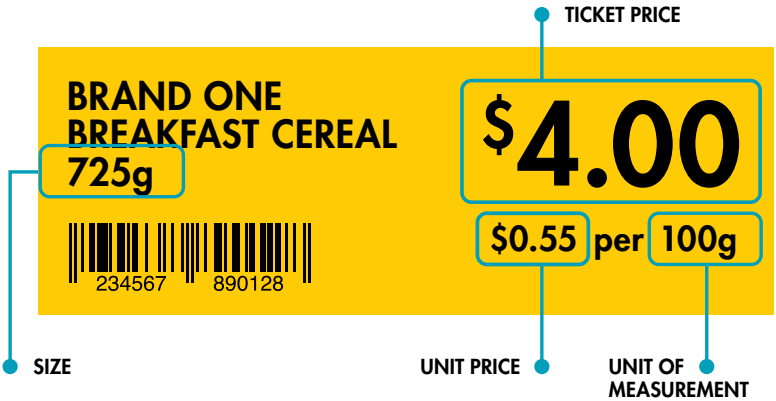 TICKET PRICE
BRAND ONE
BREAKFAST CEREAL
725g
$4.00
$0.55 per 100g
234567 890128
SIZE
UNIT PRICE
UNIT OF
MEASUREMENT